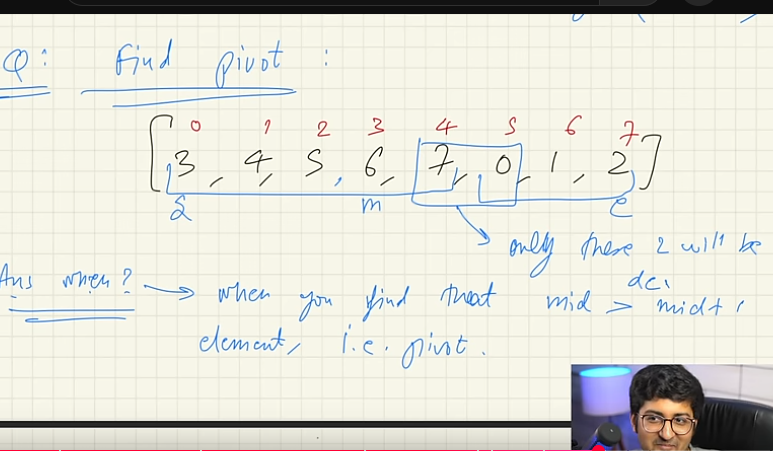 Q: Find pivot :
0 1 2 3 4 5 6 7
[3, 4, 5, 6, 7, 0, 1, 2]
S m e
only these 2 will be
dec
Ans when? → when you find that mid > mid+1
element, i.e. pivot.